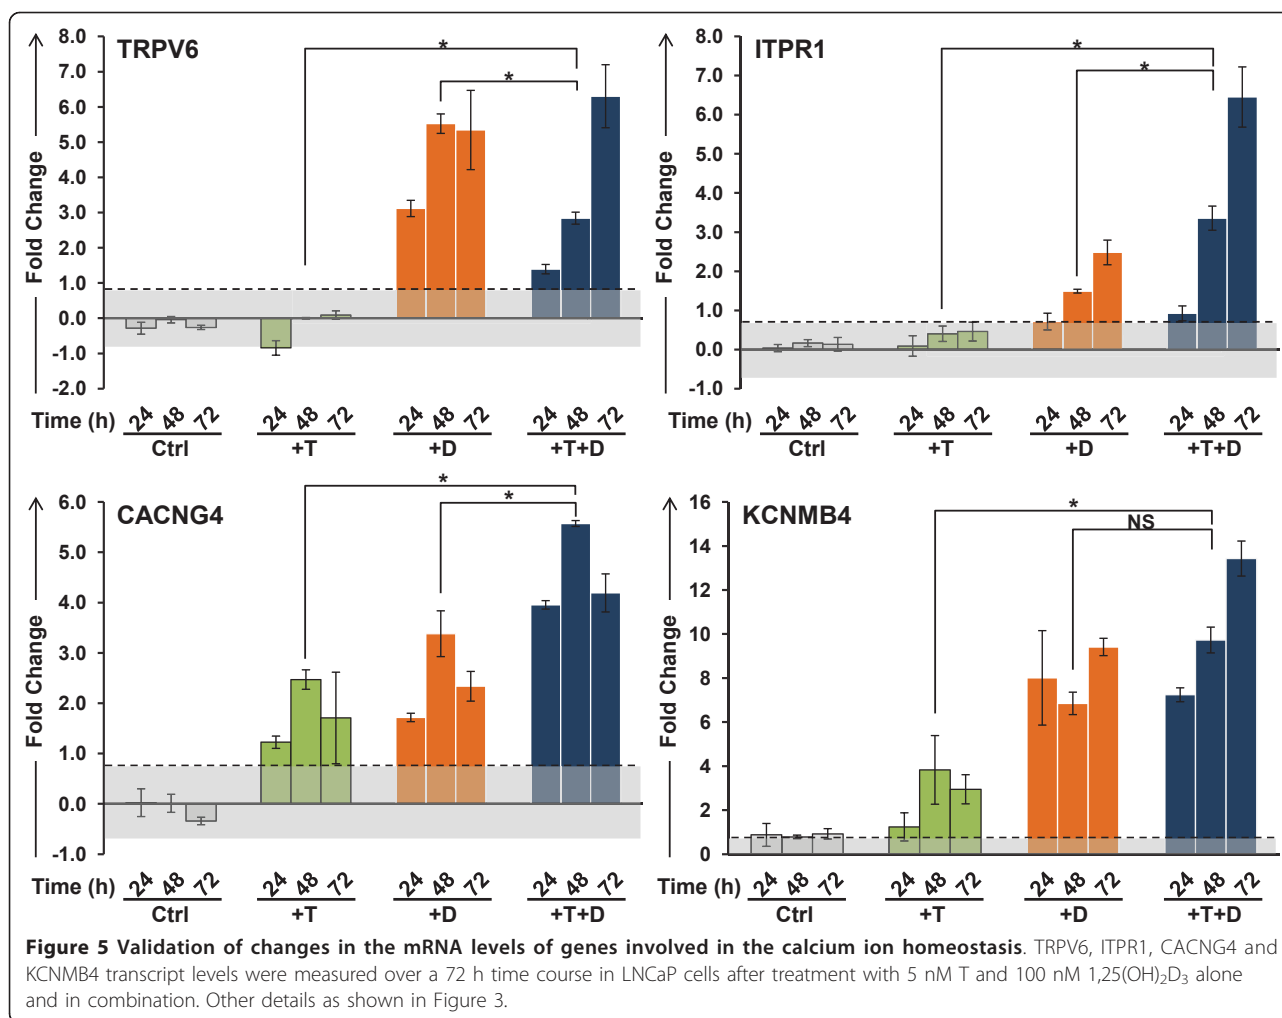 TRPV6
Fold Change
8.0
7.0
6.0
5.0
4.0
3.0
2.0
1.0
0.0
-1.0
-2.0
*
*
Time (h) 24 48 72 24 48 72 24 48 72 24 48 72
Ctrl +T +D +T+D
ITPR1
Fold Change
8.0
7.0
6.0
5.0
4.0
3.0
2.0
1.0
0.0
-1.0
*
*
Time (h) 24 48 72 24 48 72 24 48 72 24 48 72
Ctrl +T +D +T+D
CACNG4
Fold Change
6.0
5.0
4.0
3.0
2.0
1.0
0.0
-1.0
*
*
Time (h) 24 48 72 24 48 72 24 48 72 24 48 72
Ctrl +T +D +T+D
KCNMB4
Fold Change
16
14
12
10
8
6
4
2
0
*
NS
Time (h) 24 48 72 24 48 72 24 48 72 24 48 72
Ctrl +T +D +T+D
Figure 5 Validation of changes in the mRNA levels of genes involved in the calcium ion homeostasis. TRPV6, ITPR1, CACNG4 and
KCNMB4 transcript levels were measured over a 72 h time course in LNCaP cells after treatment with 5 nM T and 100 nM 1,25(OH)₂D₃ alone
and in combination. Other details as shown in Figure 3.